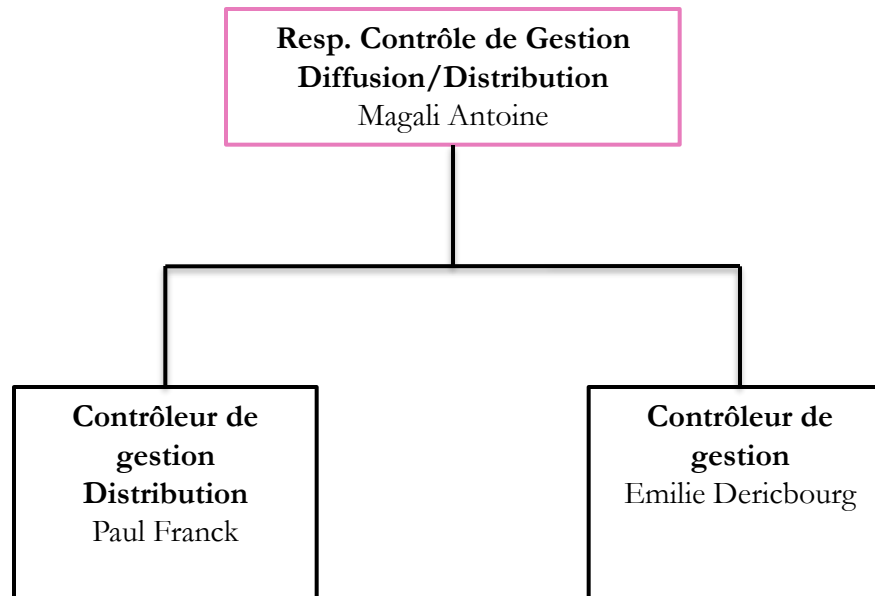 Resp. Contrôle de Gestion
Diffusion/Distribution
Magali Antoine
Contrôleur de
gestion
Distribution
Paul Franck
Contrôleur de
gestion
Emilie Dericbourg